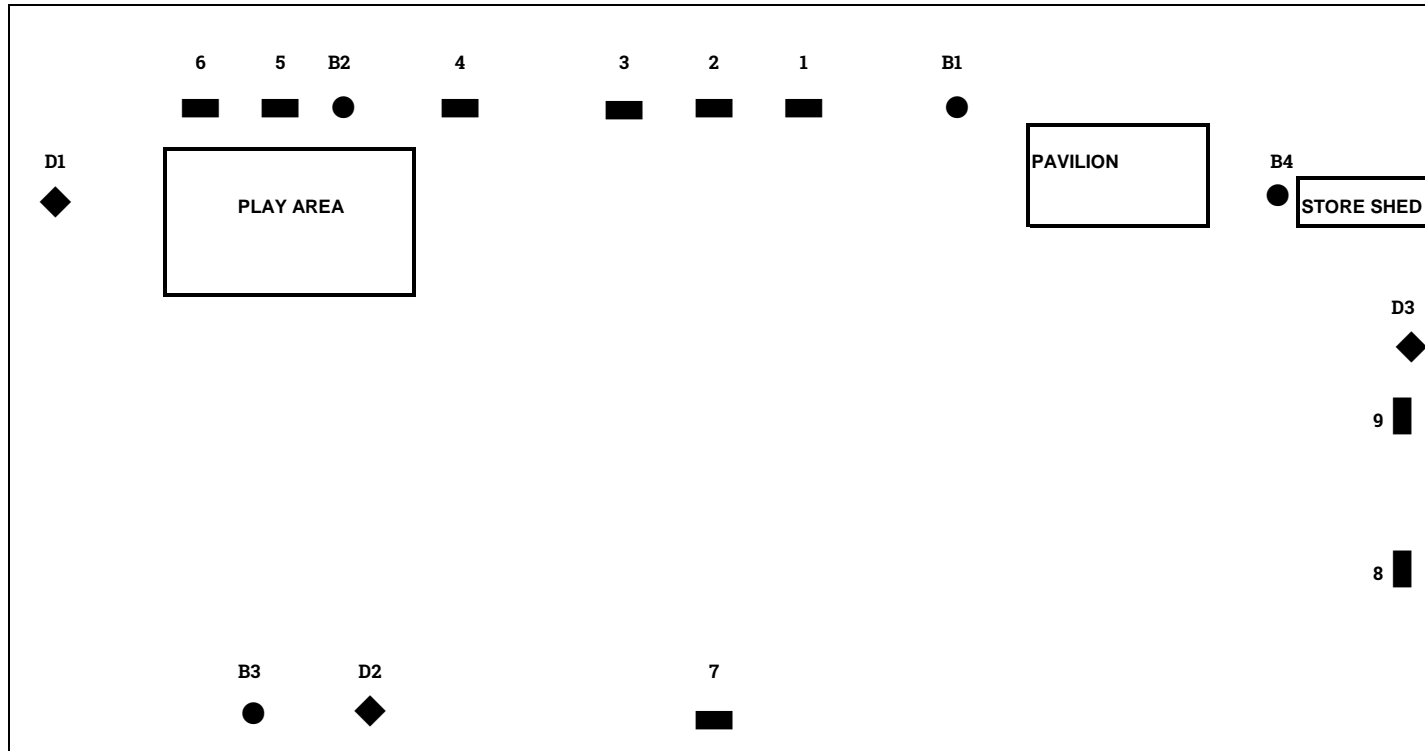 6 5 B2 4 3 2 1 B1
D1 PLAY AREA PAVILION B4
STORE SHED
D3
9
8
B3 D2 7